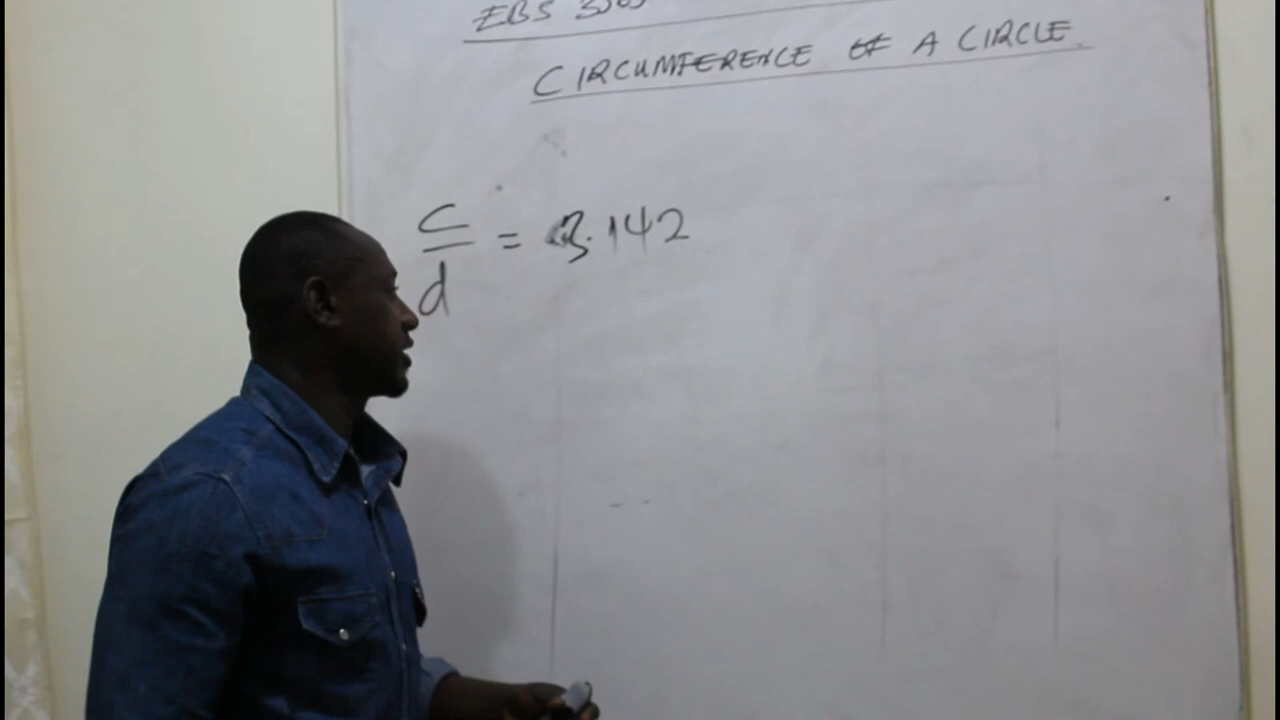 EBS
CIRCUMFERENCE OF A CIRCLE
C
d
= 3.142